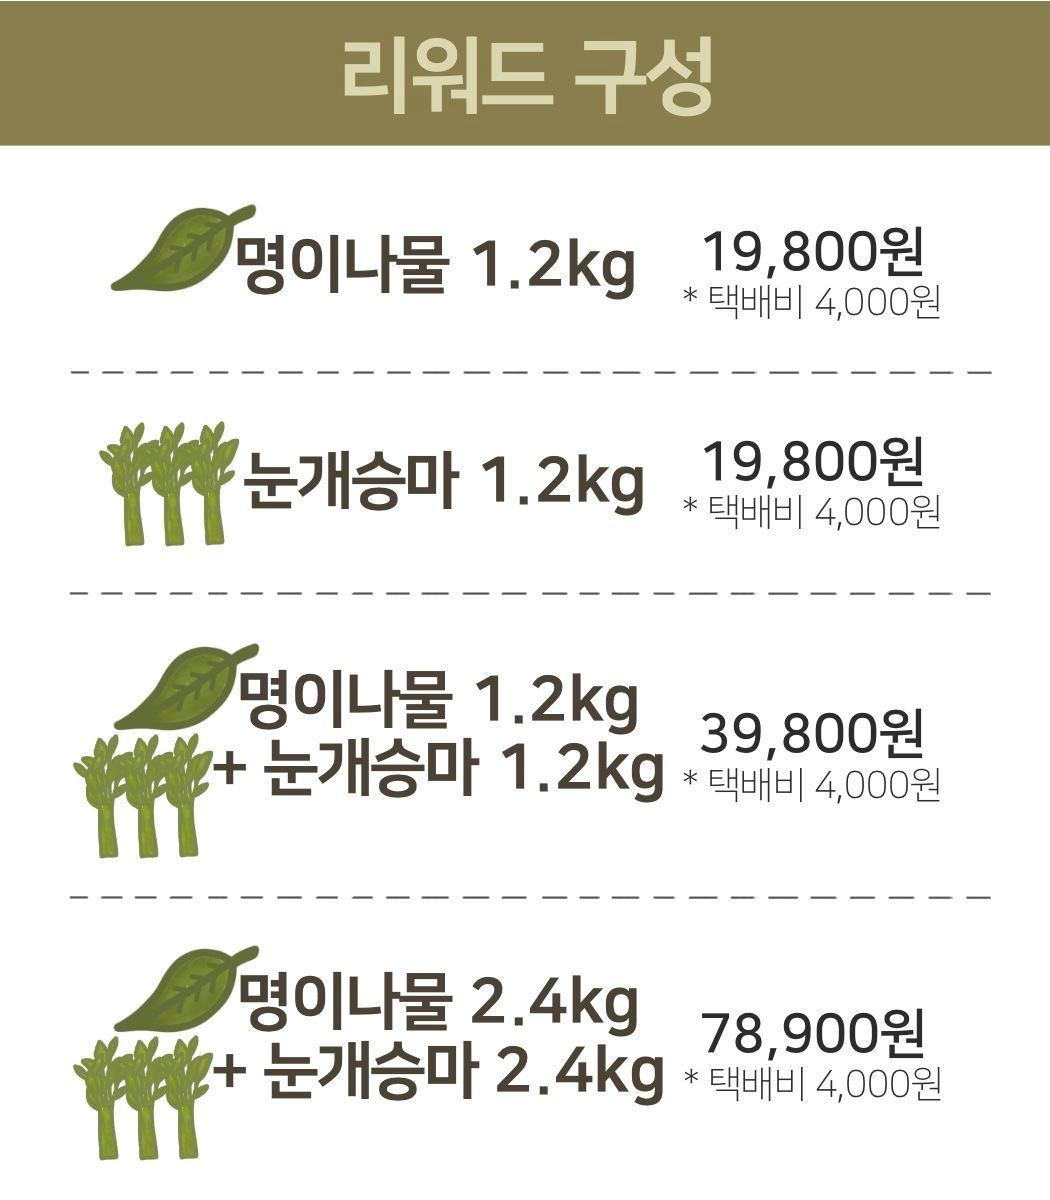 리워드 구성
명이나물 1.2kg
19,800원
* 택배비 4,000원
눈개승마 1.2kg
19,800원
* 택배비 4,000원
명이나물 1.2kg
+ 눈개승마 1.2kg
39,800원
* 택배비 4,000원
명이나물 2.4kg
+ 눈개승마 2.4kg
78,900원
* 택배비 4,000원